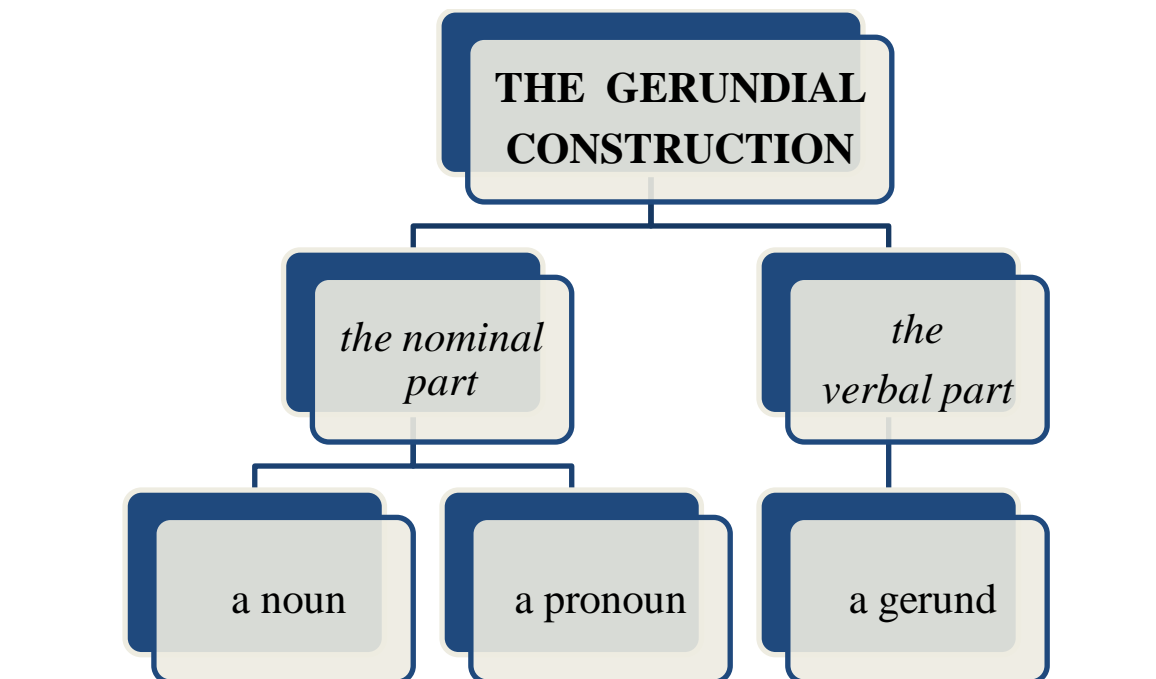 THE GERUNDIAL
CONSTRUCTION
the nominal
part
the
verbal part
a noun
a pronoun
a gerund